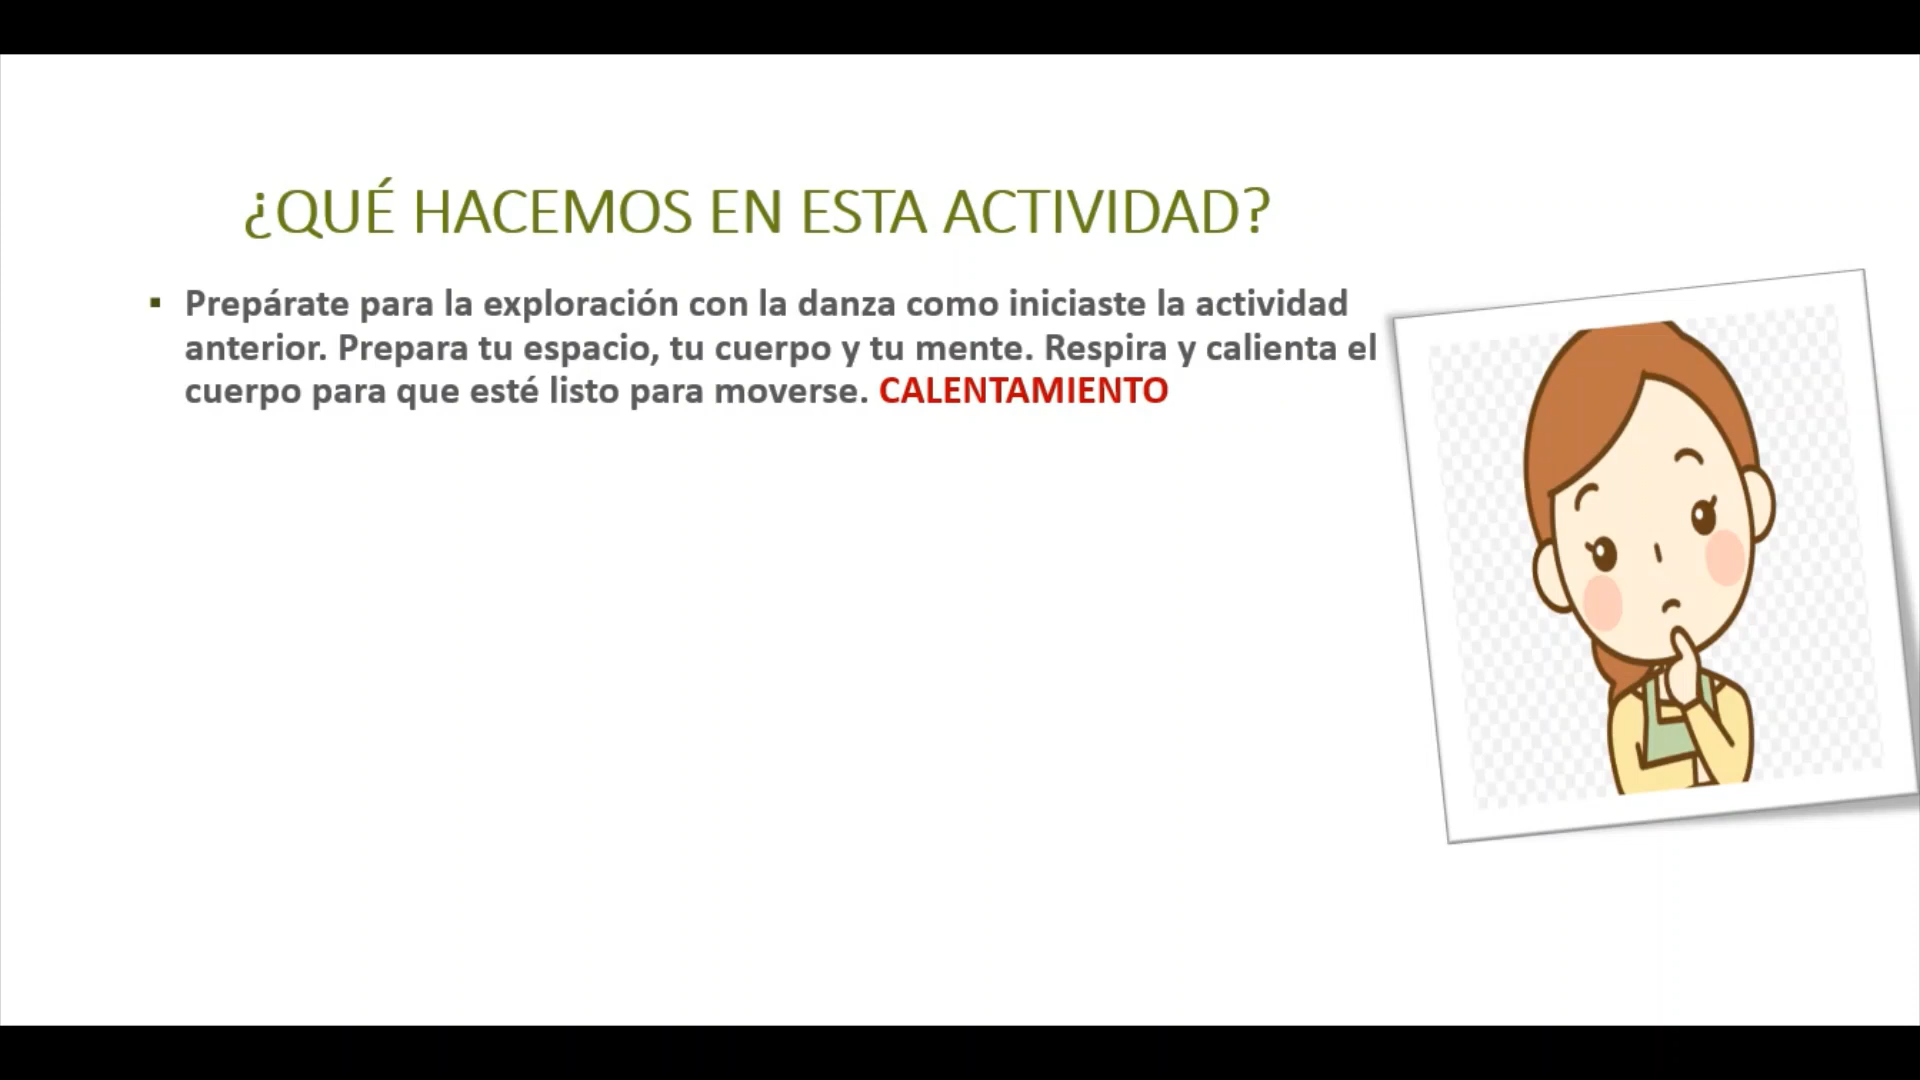 ¿QUÉ HACEMOS EN ESTA ACTIVIDAD?
▪ Prepárate para la exploración con la danza como iniciaste la actividad
anterior. Prepara tu espacio, tu cuerpo y tu mente. Respira y calienta el
cuerpo para que esté listo para moverse. CALENTAMIENTO